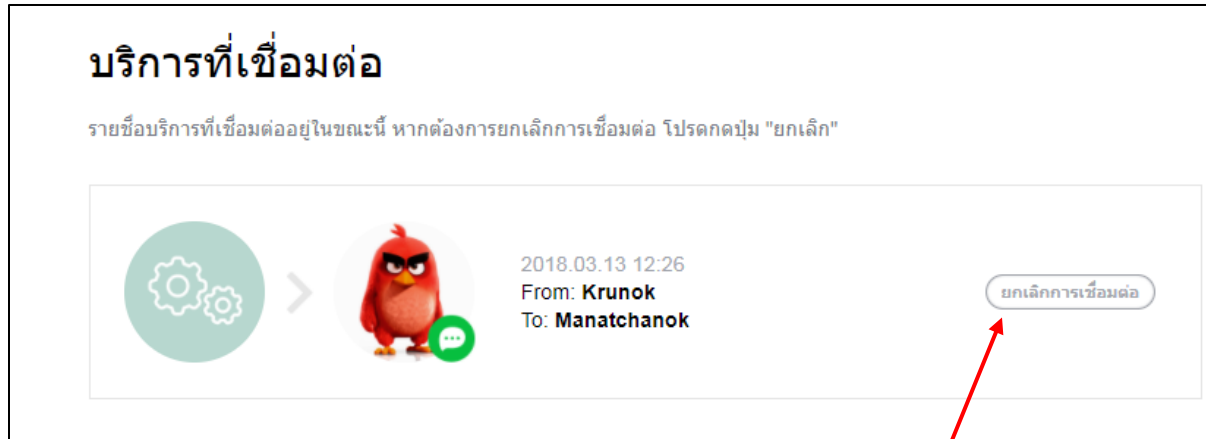 บริการที่เชื่อมต่อ
รายชื่อบริการที่เชื่อมต่ออยู่ในขณะนี้ หากต้องการยกเลิกการเชื่อมต่อ โปรดกดปุ่ม "ยกเลิก"
2018.03.13 12:26
From: Krunok
To: Manatchanok
ยกเลิกการเชื่อมต่อ